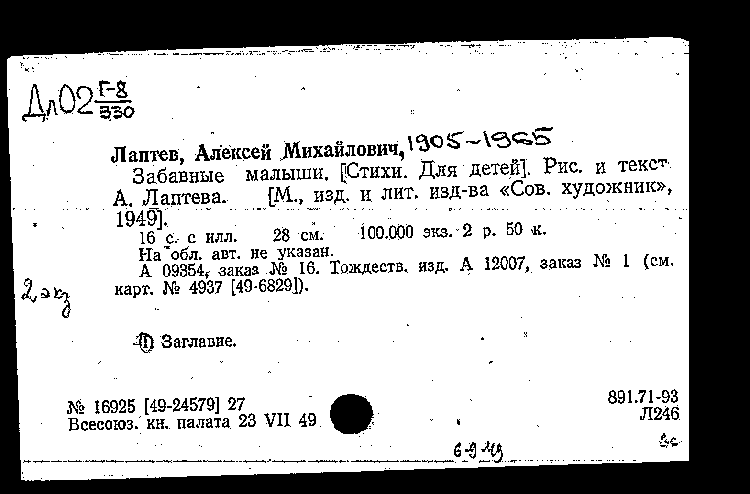 Дл02 Г-8
330
Лаптев, Алексей Михайлович, 1905-1965
Забавные малыши. [Стихи. Для детей]. Рис. и текст
А. Лаптева. [М., изд. и лит. изд-ва «Сов. художник»,
1949].
16 с. с илл. 28 см. 100.000 экз. 2 р. 50 к.
На обл. авт. не указан.
А 09354, заказ № 16. Тождеств. изд. А 12007, заказ № 1 (см.
2 экз
карт. № 4937 [49-6829]).
I Заглавие.
№ 16925 [49-24579] 27
891.71-93
Всесоюз. кн. палата 23 VII 49
Л246